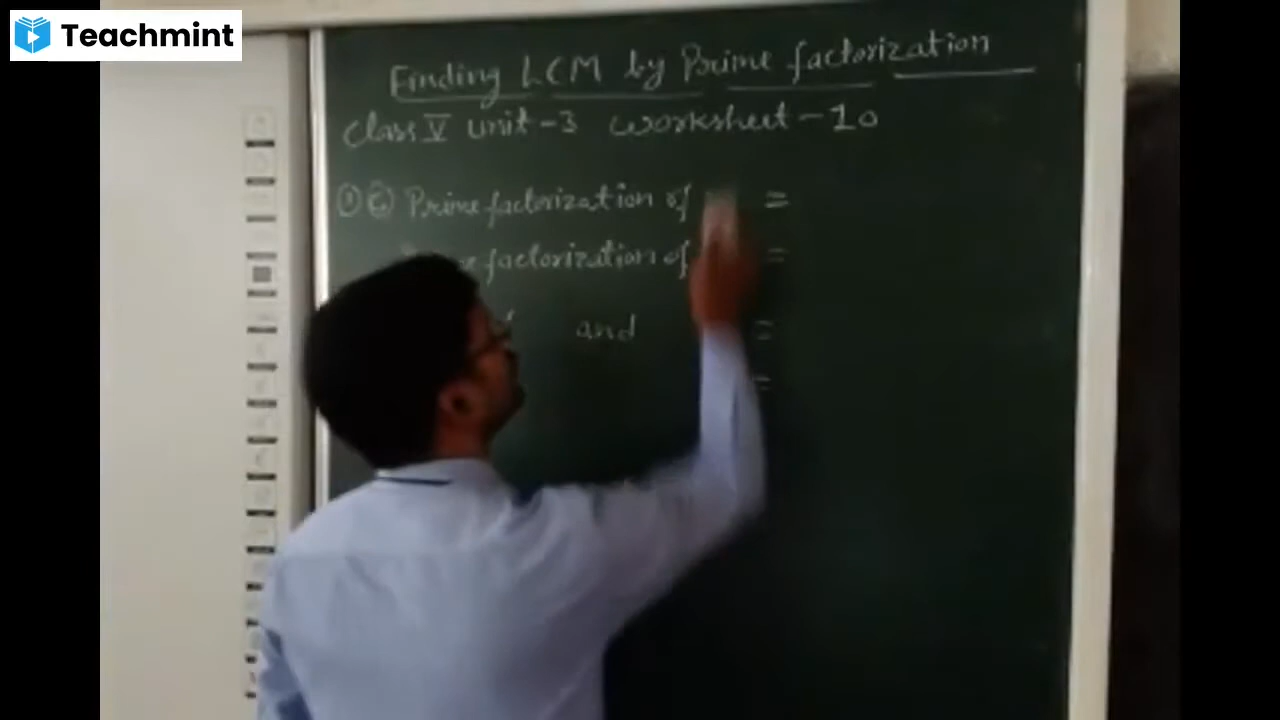 Teachmint
Finding LCM by Prime factorization
Class V unit-3 worksheet-10
① Prime factorization of =
factorization of =
and =
=